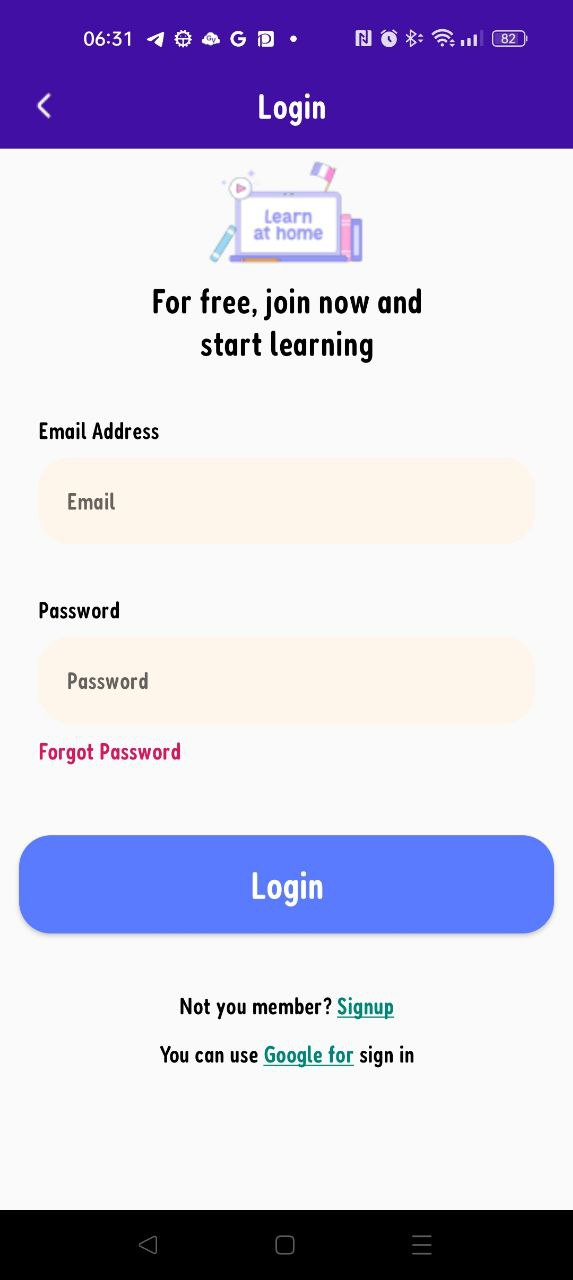 06:31
82
Login
Learn
at home
For free, join now and
start learning
Email Address
Email
Password
Password
Forgot Password
Login
Not you member? Signup
You can use Google for sign in